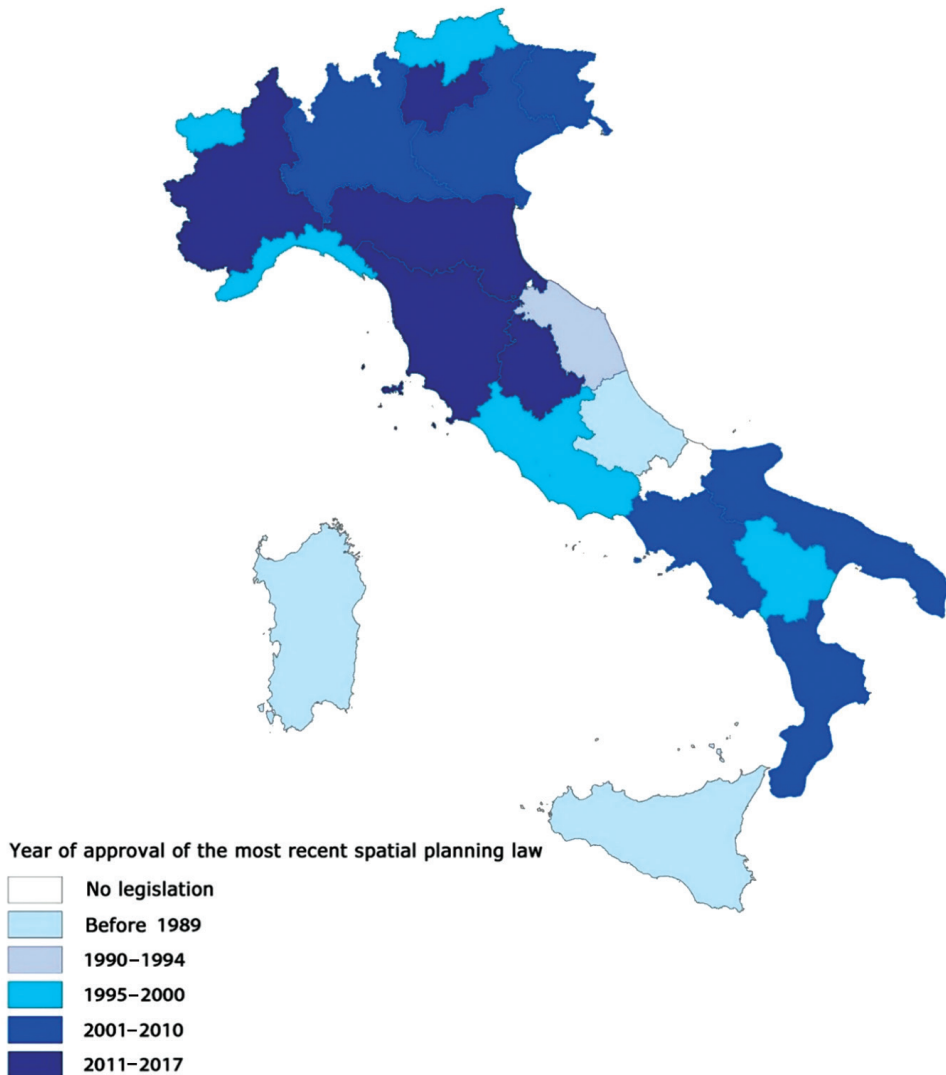 Year of approval of the most recent spatial planning law
No legislation
Before 1989
1990–1994
1995–2000
2001–2010
2011–2017